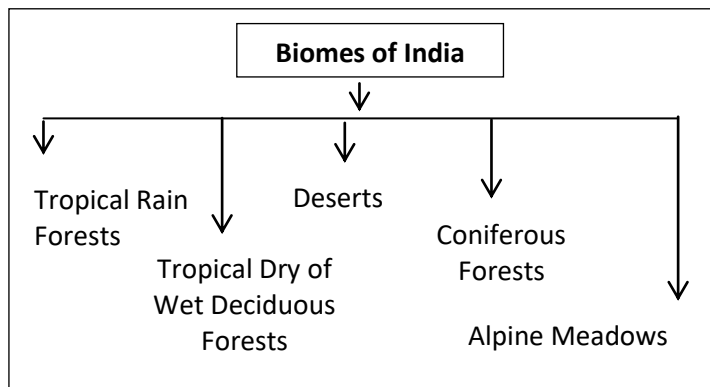 Biomes of India
Tropical Rain
Forests
Tropical Dry of
Wet Deciduous
Forests
Deserts
Coniferous
Forests
Alpine Meadows